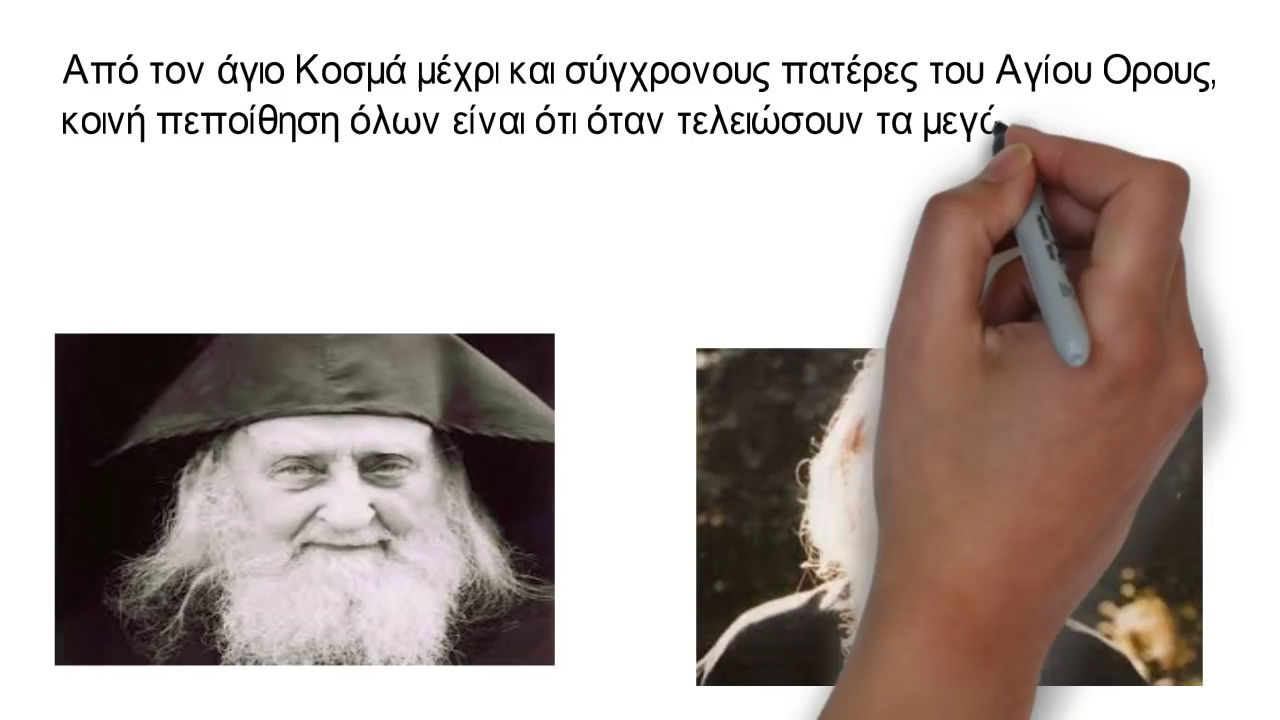 Από τον άγιο Κοσμά μέχρι και σύγχρονους πατέρες του Αγίου Ορους,
κοινή πεποίθηση όλων είναι ότι όταν τελειώσουν τα